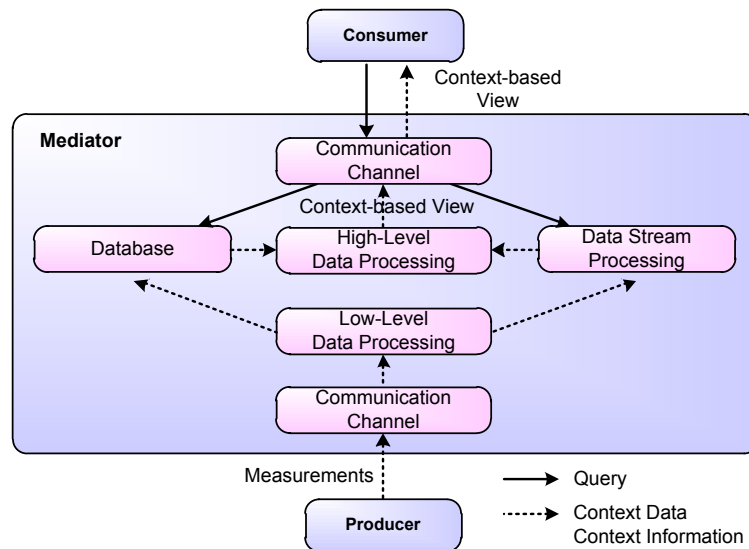 Consumer
Context-based
View
Mediator
Communication
Channel
Context-based View
Database
High-Level
Data Processing
Data Stream
Processing
Low-Level
Data Processing
Communication
Channel
Measurements
Producer
Query
Context Data
Context Information